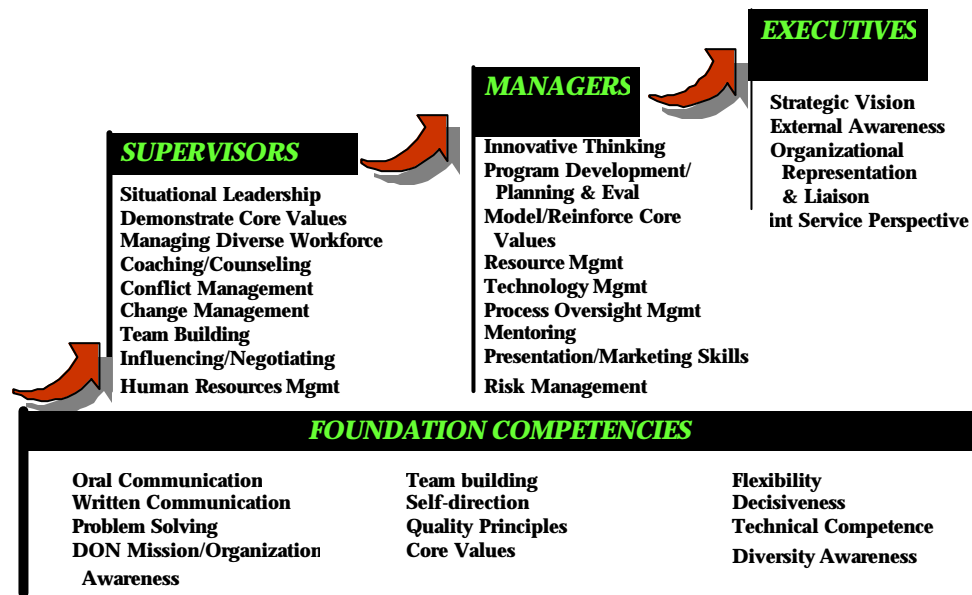 EXECUTIVES
Strategic Vision
External Awareness
Organizational
Representation
& Liaison
int Service Perspective
MANAGERS
Innovative Thinking
Program Development/
Planning & Eval
Model/Reinforce Core
Values
Resource Mgmt
Technology Mgmt
Process Oversight Mgmt
Mentoring
Presentation/Marketing Skills
Risk Management
SUPERVISORS
Situational Leadership
Demonstrate Core Values
Managing Diverse Workforce
Coaching/Counseling
Conflict Management
Change Management
Team Building
Influencing/Negotiating
Human Resources Mgmt
FOUNDATION COMPETENCIES
Oral Communication
Written Communication
Problem Solving
DON Mission/Organization
Awareness
Team building
Self-direction
Quality Principles
Core Values
Flexibility
Decisiveness
Technical Competence
Diversity Awareness